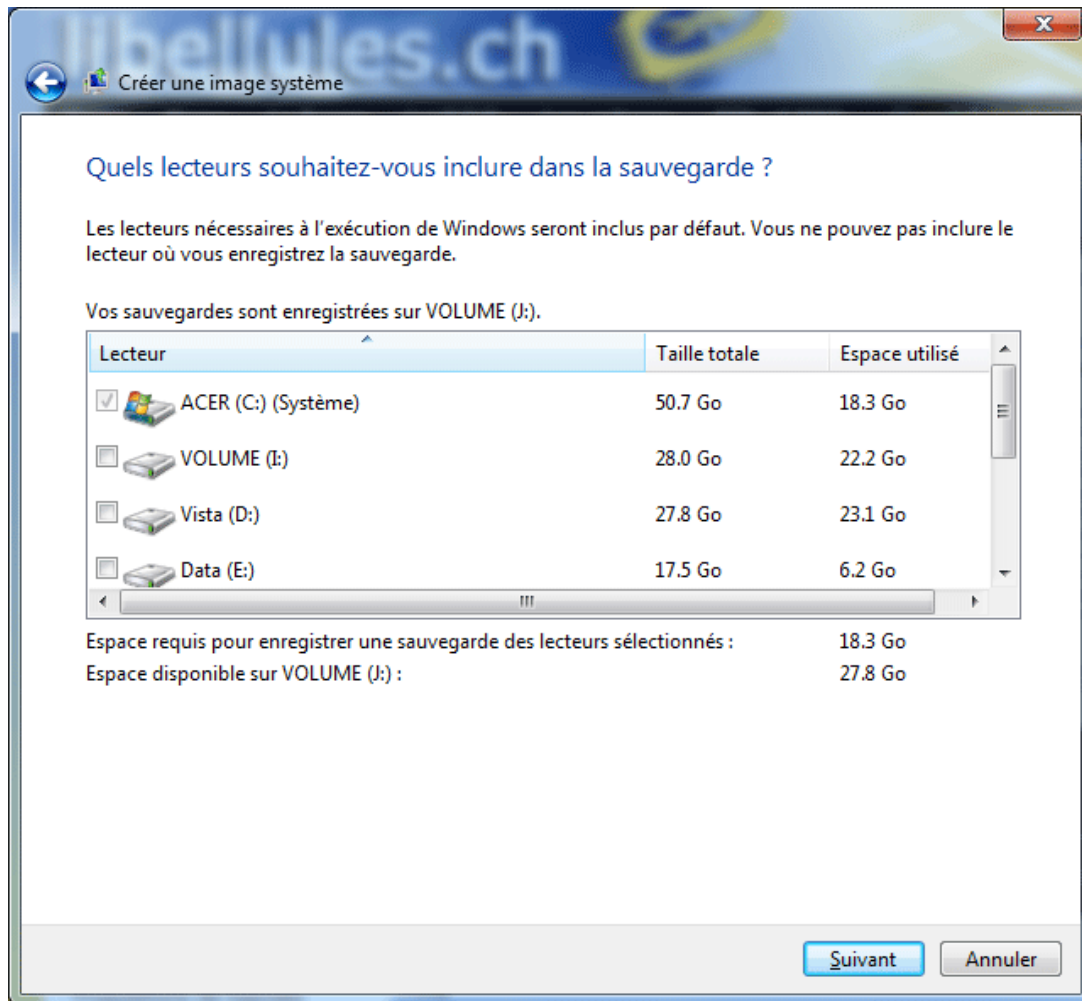 libellules.ch
Créer une image système
Quels lecteurs souhaitez-vous inclure dans la sauvegarde ?
Les lecteurs nécessaires à l'exécution de Windows seront inclus par défaut. Vous ne pouvez pas inclure le
lecteur où vous enregistrez la sauvegarde.
Vos sauvegardes sont enregistrées sur VOLUME (J:).
Lecteur Taille totale Espace utilisé
ACER (C:) (Système) 50.7 Go 18.3 Go
VOLUME (I:) 28.0 Go 22.2 Go
Vista (D:) 27.8 Go 23.1 Go
Data (E:) 17.5 Go 6.2 Go
Espace requis pour enregistrer une sauvegarde des lecteurs sélectionnés : 18.3 Go
Espace disponible sur VOLUME (J:) : 27.8 Go
Suivant Annuler